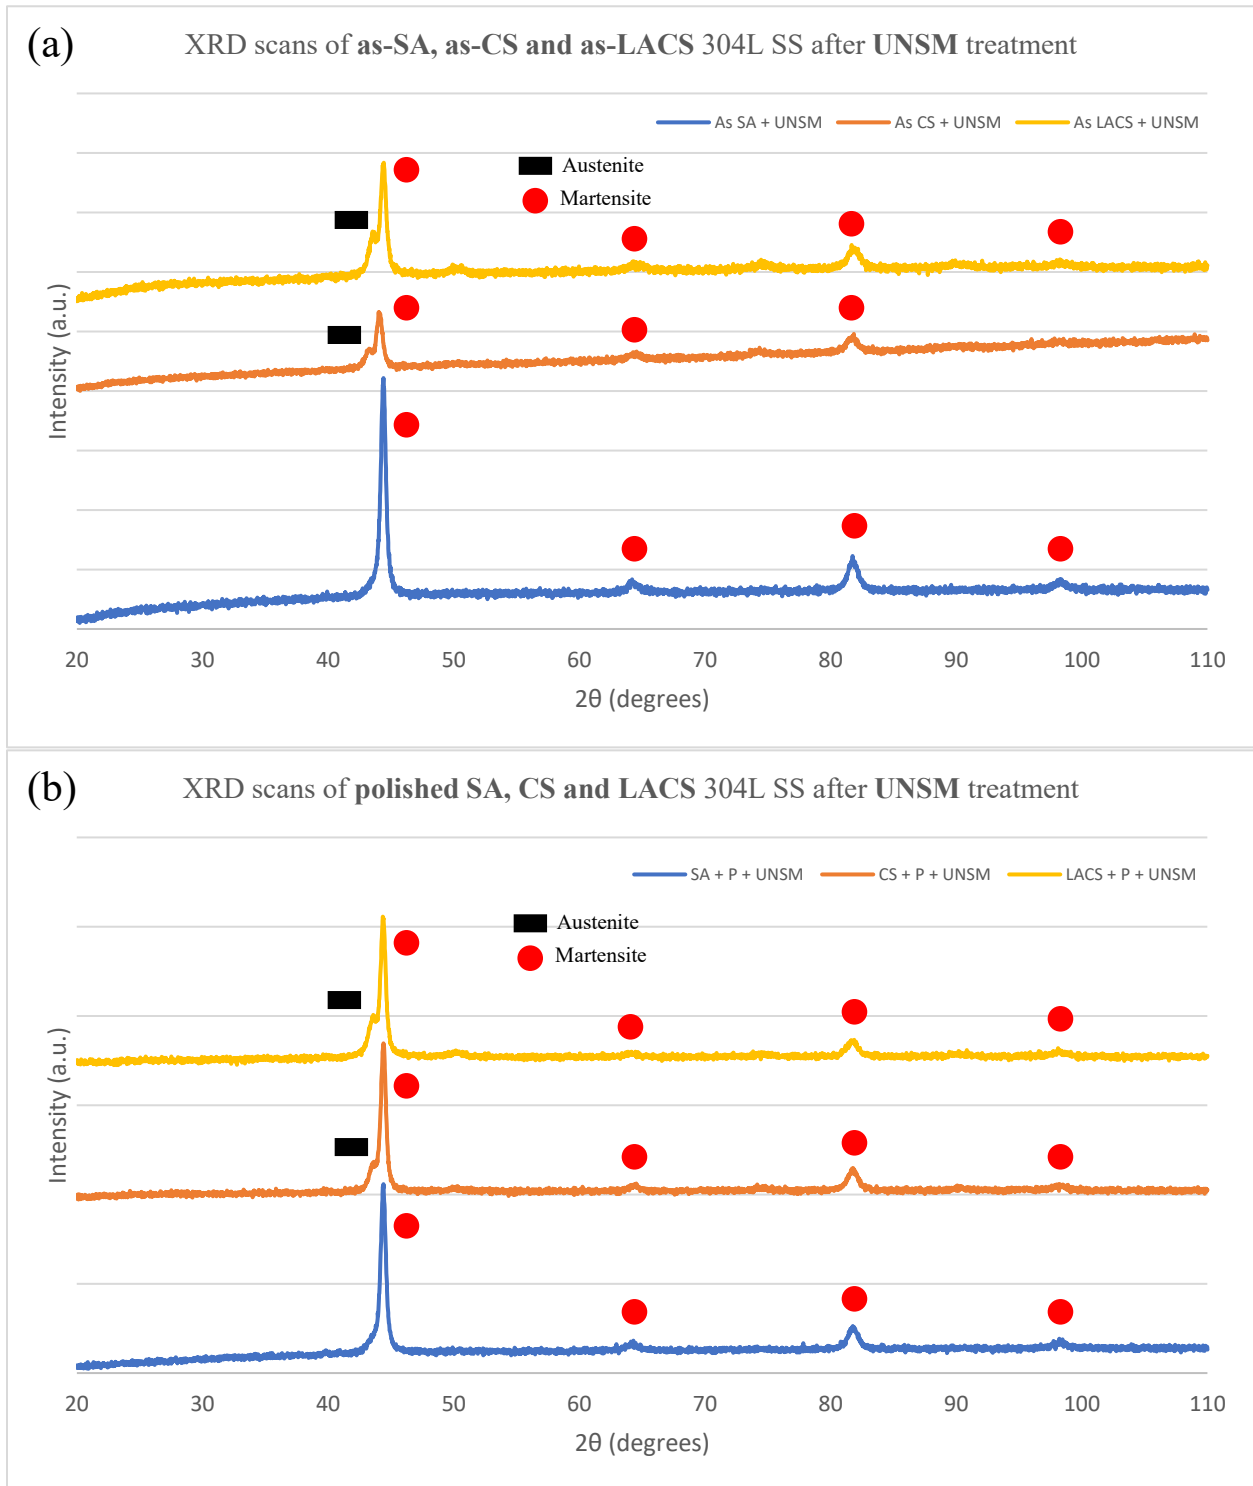 (a)
XRD scans of as-SA, as-CS and as-LACS 304L SS after UNSM treatment
As SA + UNSM As CS + UNSM As LACS + UNSM
Austenite
Martensite
Intensity (a.u.)
20 30 40 50 60 70 80 90 100 110
2θ (degrees)
(b)
XRD scans of polished SA, CS and LACS 304L SS after UNSM treatment
SA + P + UNSM CS + P + UNSM LACS + P + UNSM
Austenite
Martensite
Intensity (a.u.)
20 30 40 50 60 70 80 90 100 110
2θ (degrees)